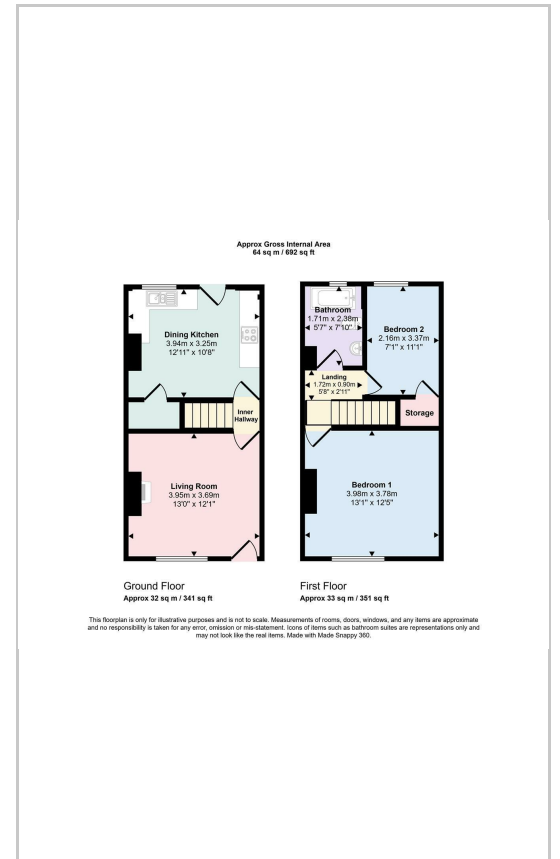 Approx Gross Internal Area
64 sq m / 692 sq ft
Dining Kitchen
3.94m x 3.25m
12'11" x 10'8"
Inner
Hallway
Living Room
3.95m x 3.69m
13'0" x 12'1"
Ground Floor
Approx 32 sq m / 341 sq ft
Bathroom
1.71m x 2.38m
5'7" x 7'10"
Bedroom 2
2.16m x 3.37m
7'1" x 11'1"
Landing
1.72m x 0.90m
5'8" x 2'11"
Storage
Bedroom 1
3.98m x 3.78m
13'1" x 12'5"
First Floor
Approx 33 sq m / 351 sq ft
This floorplan is only for illustrative purposes and is not to scale. Measurements of rooms, doors, windows, and any items are approximate
and no responsibility is taken for any error, omission or mis-statement. Icons of items such as bathroom suites are representations only and
may not look like the real items. Made with Made Snappy 360.